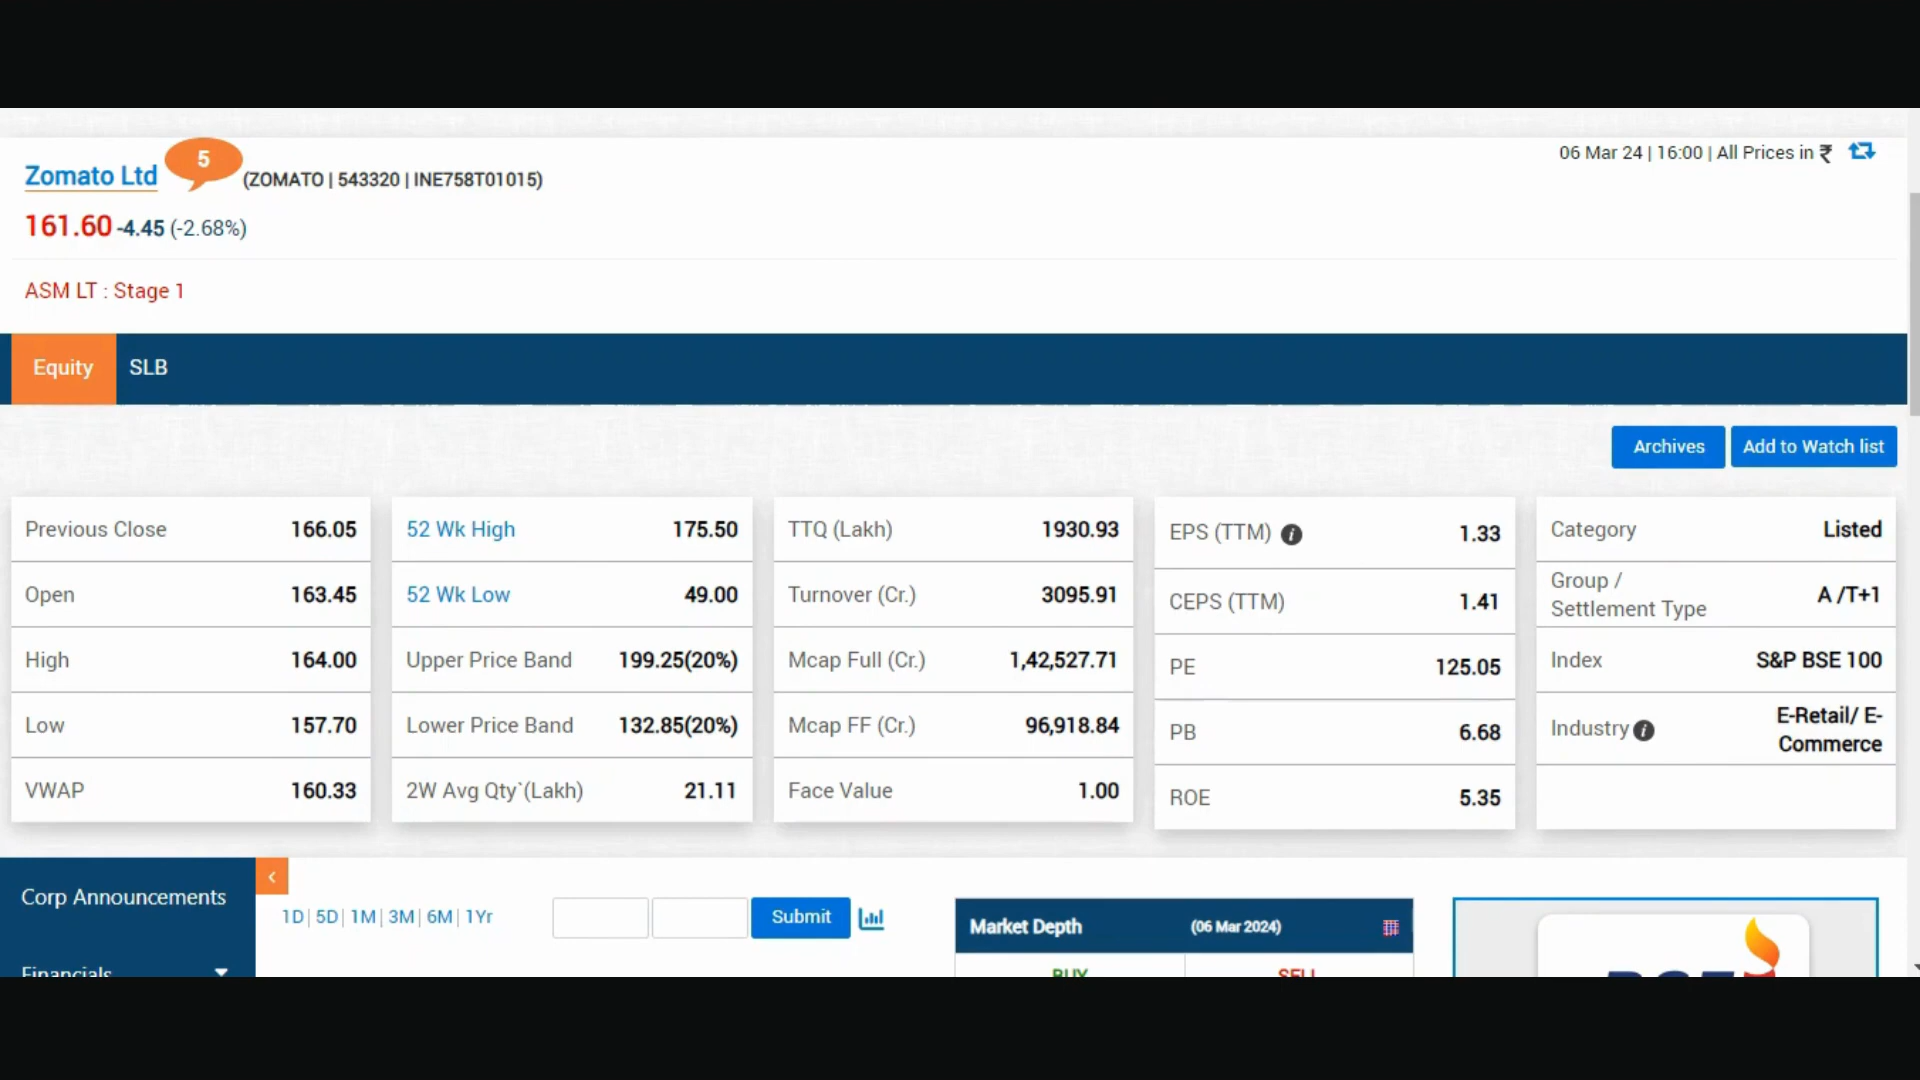 Zomato Ltd 5 (ZOMATO | 543320 | INE758T01015)
06 Mar 24 | 16:00 | All Prices in ₹
161.60 -4.45 (-2.68%)
ASM LT : Stage 1
Equity SLB
Archives Add to Watch list
Previous Close 166.05
Open 163.45
High 164.00
Low 157.70
VWAP 160.33
52 Wk High 175.50
52 Wk Low 49.00
Upper Price Band 199.25(20%)
Lower Price Band 132.85(20%)
2W Avg Qty`(Lakh) 21.11
TTQ (Lakh) 1930.93
Turnover (Cr.) 3095.91
Mcap Full (Cr.) 1,42,527.71
Mcap FF (Cr.) 96,918.84
Face Value 1.00
EPS (TTM) i 1.33
CEPS (TTM) 1.41
PE 125.05
PB 6.68
ROE 5.35
Category Listed
Group /
Settlement Type A /T+1
Index S&P BSE 100
Industry i E-Retail/ E-
Commerce
Corp Announcements
Financials
1D| 5D| 1M| 3M| 6M| 1Yr Submit
Market Depth (06 Mar 2024)
BUY SELL
BSE